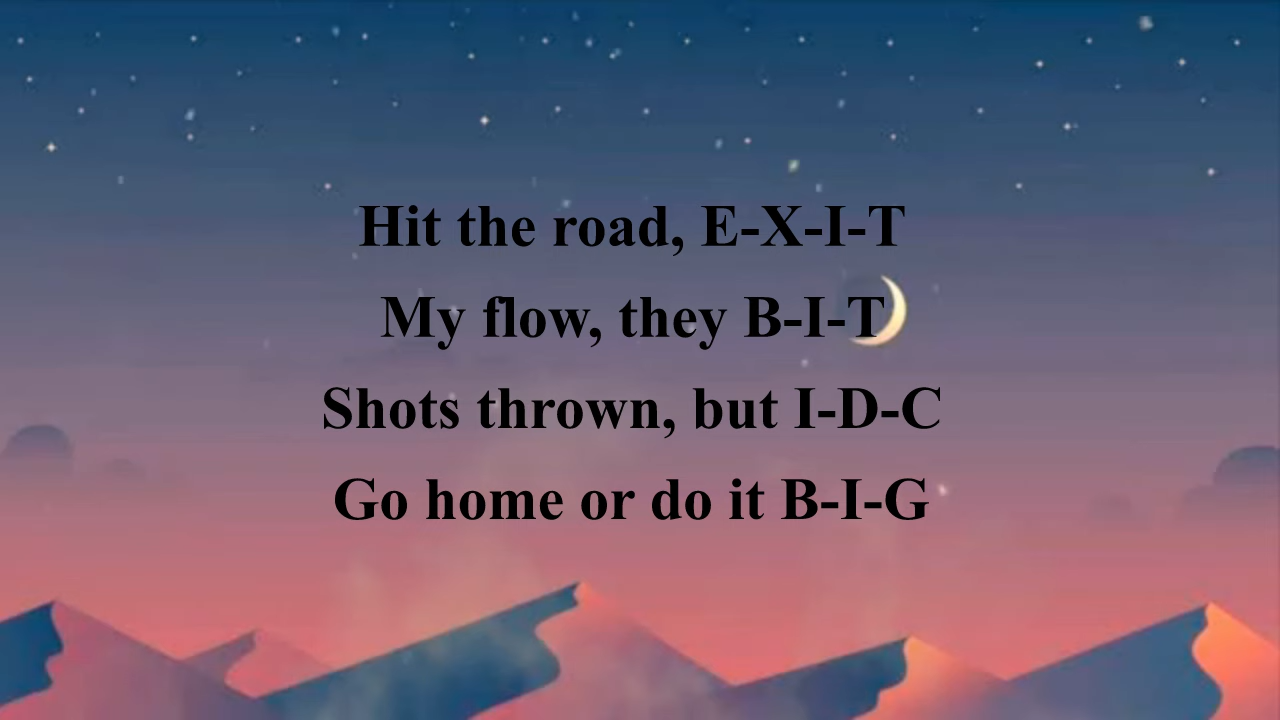 Hit the road, E-X-I-T
My flow, they B-I-T
Shots thrown, but I-D-C
Go home or do it B-I-G